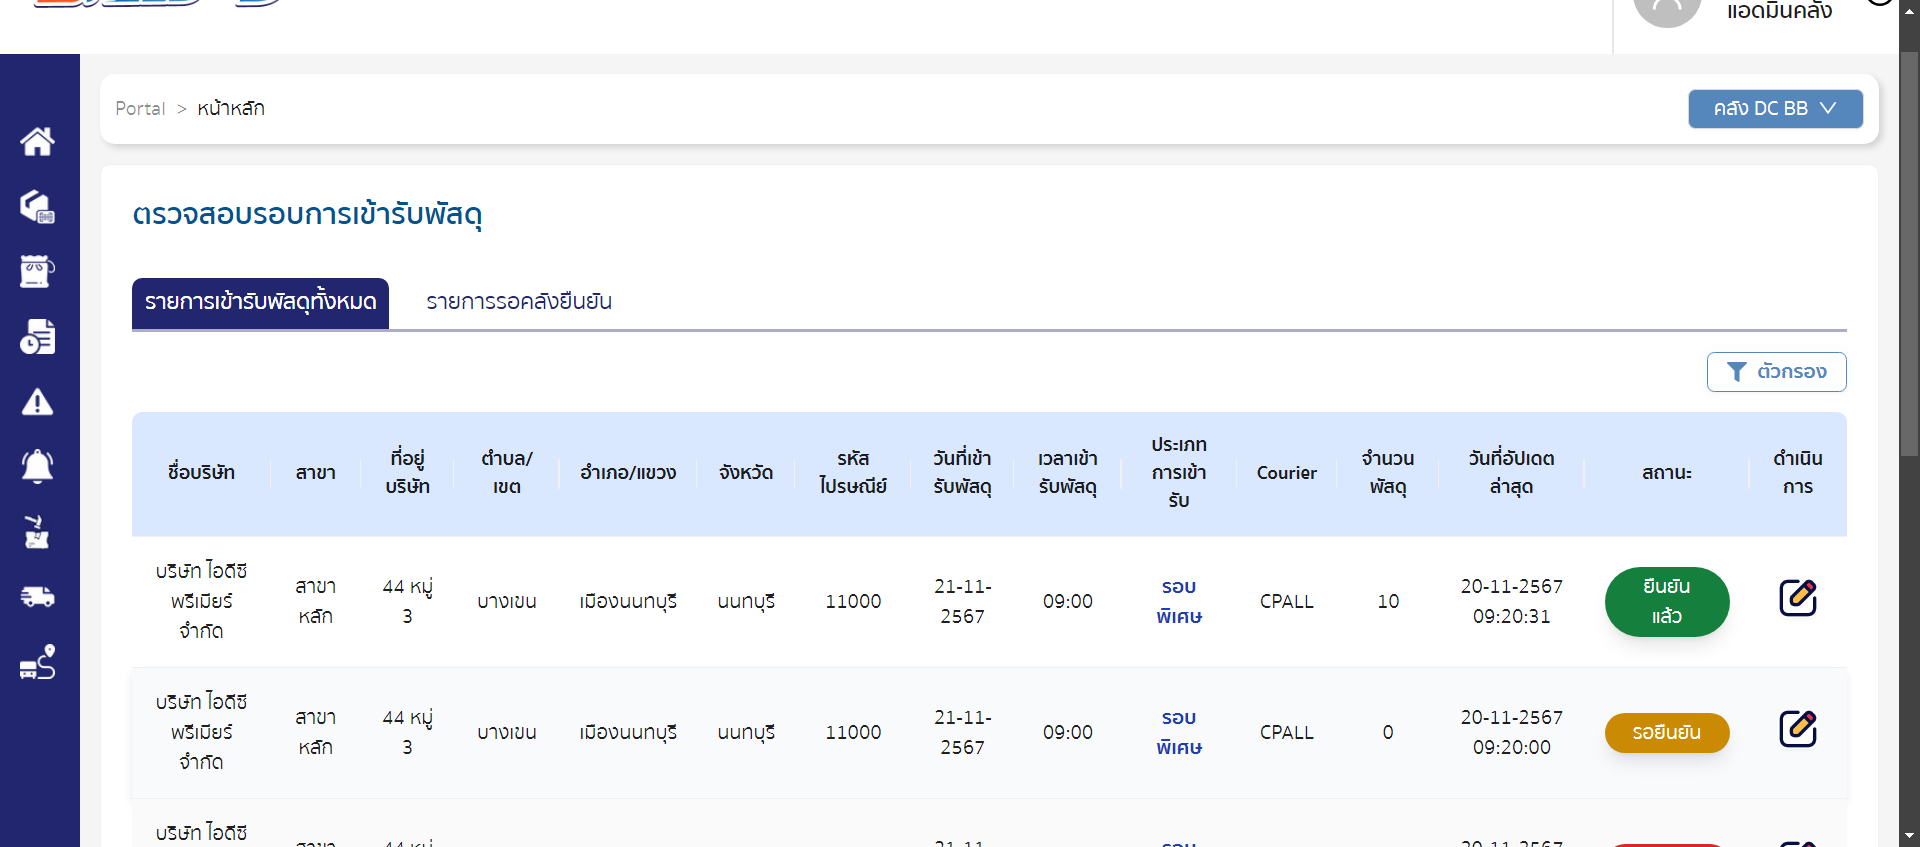 แอดมินคลัง
Portal > หน้าหลัก
คลัง DC BB
ตรวจสอบรอบการเข้ารับพัสดุ
รายการเข้ารับพัสดุทั้งหมด
รายการรอคลังยืนยัน
ตัวกรอง
ชื่อบริษัท
สาขา
ที่อยู่
บริษัท
ตำบล/
เขต
อำเภอ/แขวง
จังหวัด
รหัส
ไปรษณีย์
วันที่เข้า
รับพัสดุ
เวลาเข้า
รับพัสดุ
ประเภท
การเข้า
รับ
Courier
จำนวน
พัสดุ
วันที่อัปเดต
ล่าสุด
สถานะ
ดำเนิน
การ
บริษัท ไอดีซี
พรีเมียร์
จำกัด
สาขา
หลัก
44 หมู่
3
บางเขน
เมืองนนทบุรี
นนทบุรี
11000
21-11-
2567
09:00
รอบ
พิเศษ
CPALL
10
20-11-2567
09:20:31
ยืนยัน
แล้ว
บริษัท ไอดีซี
พรีเมียร์
จำกัด
สาขา
หลัก
44 หมู่
3
บางเขน
เมืองนนทบุรี
นนทบุรี
11000
21-11-
2567
09:00
รอบ
พิเศษ
CPALL
0
20-11-2567
09:20:00
รอยืนยัน
บริษัท ไอดีซี